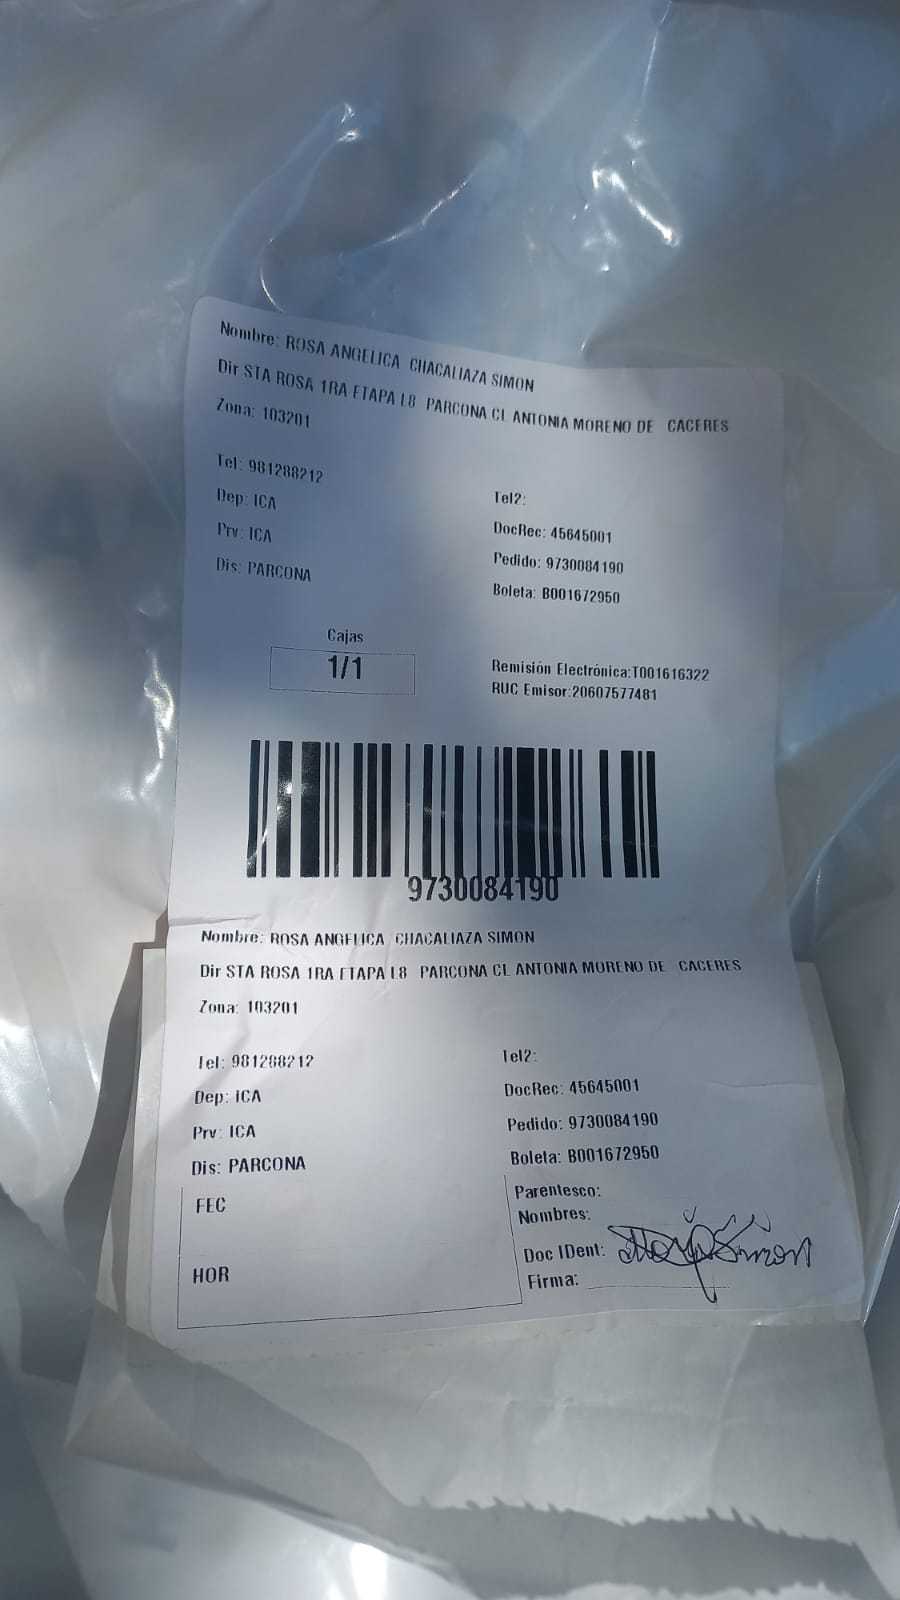 Nombre: ROSA ANGELICA CHACALIAZA SIMON
Dir STA ROSA 1RA ETAPA L8 PARCONA CL ANTONIA MORENO DE CACERES
Zona: 103201
Tel: 981288212
Tel2:
Dep: ICA
DocRec: 45645001
Prv: ICA
Pedido: 9730084190
Dis: PARCONA
Boleta: B001672950
Cajas
1/1
Remisión Electrónica:T001616322
RUC Emisor:20607577481
9730084190
Nombre: ROSA ANGELICA CHACALIAZA SIMON
Dir STA ROSA 1RA ETAPA L8 PARCONA CL ANTONIA MORENO DE CACERES
Zona: 103201
Tel: 981288212
Tel2:
Dep: ICA
DocRec: 45645001
Prv: ICA
Pedido: 9730084190
Dis: PARCONA
Boleta: B001672950
FEC
Parentesco:
Nombres:
Doc IDent:
HOR
Firma: